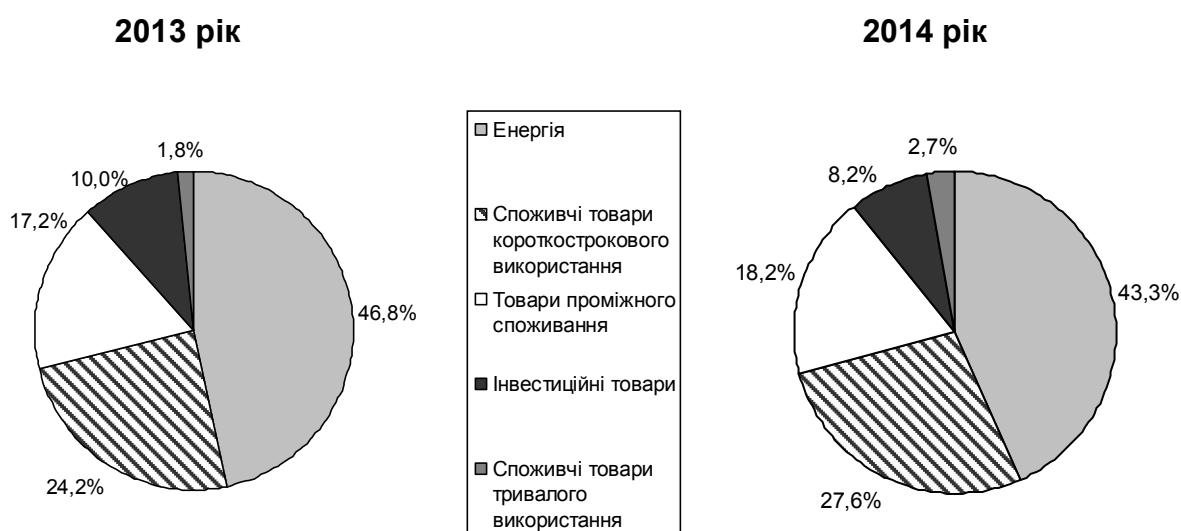 2013 рік
2014 рік
1,8%
10,0%
17,2%
46,8%
24,2%
Енергія
Споживчі товари
короткострокового
використання
Товари проміжного
споживання
Інвестиційні товари
Споживчі товари
тривалого
використання
2,7%
8,2%
18,2%
43,3%
27,6%